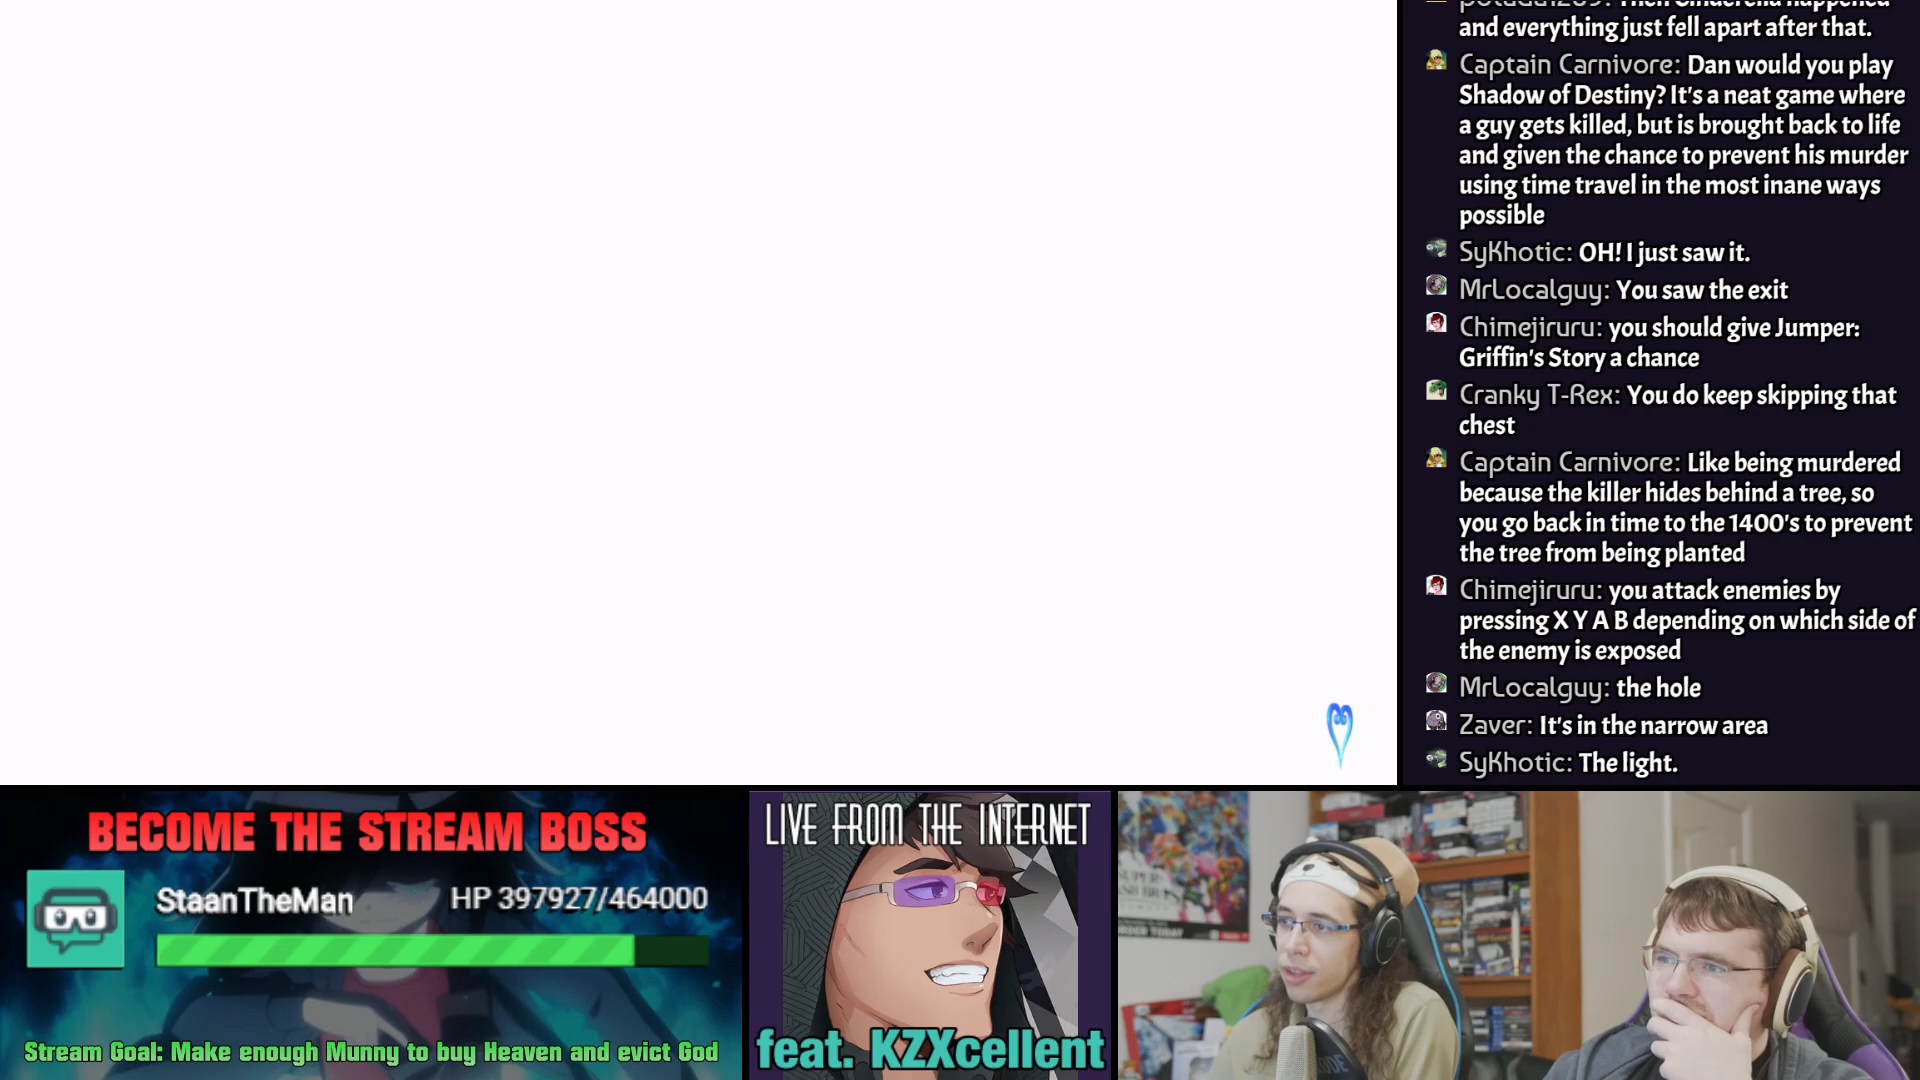 and everything just fell apart after that.
Captain Carnivore: Dan would you play
Shadow of Destiny? It's a neat game where
a guy gets killed, but is brought back to life
and given the chance to prevent his murder
using time travel in the most inane ways
possible
SyKhotic: OH! I just saw it.
MrLocalguy: You saw the exit
Chimejiruru: you should give Jumper:
Griffin's Story a chance
Cranky T-Rex: You do keep skipping that
chest
Captain Carnivore: Like being murdered
because the killer hides behind a tree, so
you go back in time to the 1400's to prevent
the tree from being planted
Chimejiruru: you attack enemies by
pressing X Y A B depending on which side of
the enemy is exposed
MrLocalguy: the hole
Zaver: It's in the narrow area
SyKhotic: The light.
BECOME THE STREAM BOSS
StaanTheMan HP 397927/464000
Stream Goal: Make enough Munny to buy Heaven and evict God
LIVE FROM THE INTERNET
feat. KZXcellent